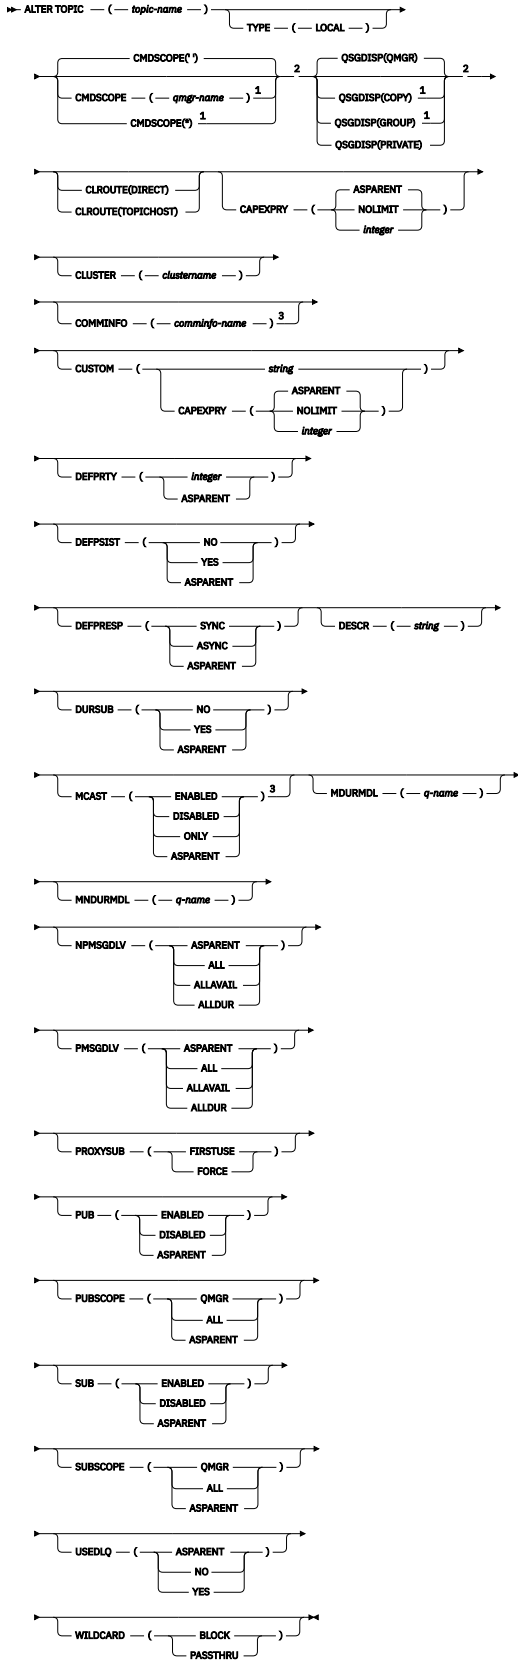 ALTER TOPIC ( topic-name )
TYPE ( LOCAL )
CMDSCOPE(' ')
CMDSCOPE ( qmgr-name ) 1
CMDSCOPE(*) 1
2
QSGDISP(QMGR)
QSGDISP(COPY) 1
QSGDISP(GROUP) 1
QSGDISP(PRIVATE)
2
CLROUTE(DIRECT)
CLROUTE(TOPICHOST)
CAPEXPRY (
ASPARENT
NOLIMIT
integer
)
CLUSTER ( clustername )
COMMINFO ( comminfo-name ) 3
CUSTOM ( string )
CAPEXPRY (
ASPARENT
NOLIMIT
integer
)
DEFPRTY ( integer )
ASPARENT
DEFPSIST ( NO )
YES
ASPARENT
DEFPRESP ( SYNC )
ASYNC
ASPARENT
DESCR ( string )
DURSUB ( NO )
YES
ASPARENT
MCAST ( ENABLED ) 3
DISABLED
ONLY
ASPARENT
MDURMDL ( q-name )
MNDURMDL ( q-name )
NPMSGDLV ( ASPARENT )
ALL
ALLAVAIL
ALLDUR
PMSGDLV ( ASPARENT )
ALL
ALLAVAIL
ALLDUR
PROXYSUB ( FIRSTUSE )
FORCE
PUB ( ENABLED )
DISABLED
ASPARENT
PUBSCOPE ( QMGR )
ALL
ASPARENT
SUB ( ENABLED )
DISABLED
ASPARENT
SUBSCOPE ( QMGR )
ALL
ASPARENT
USEDLQ ( ASPARENT )
NO
YES
WILDCARD ( BLOCK )
PASSTHRU